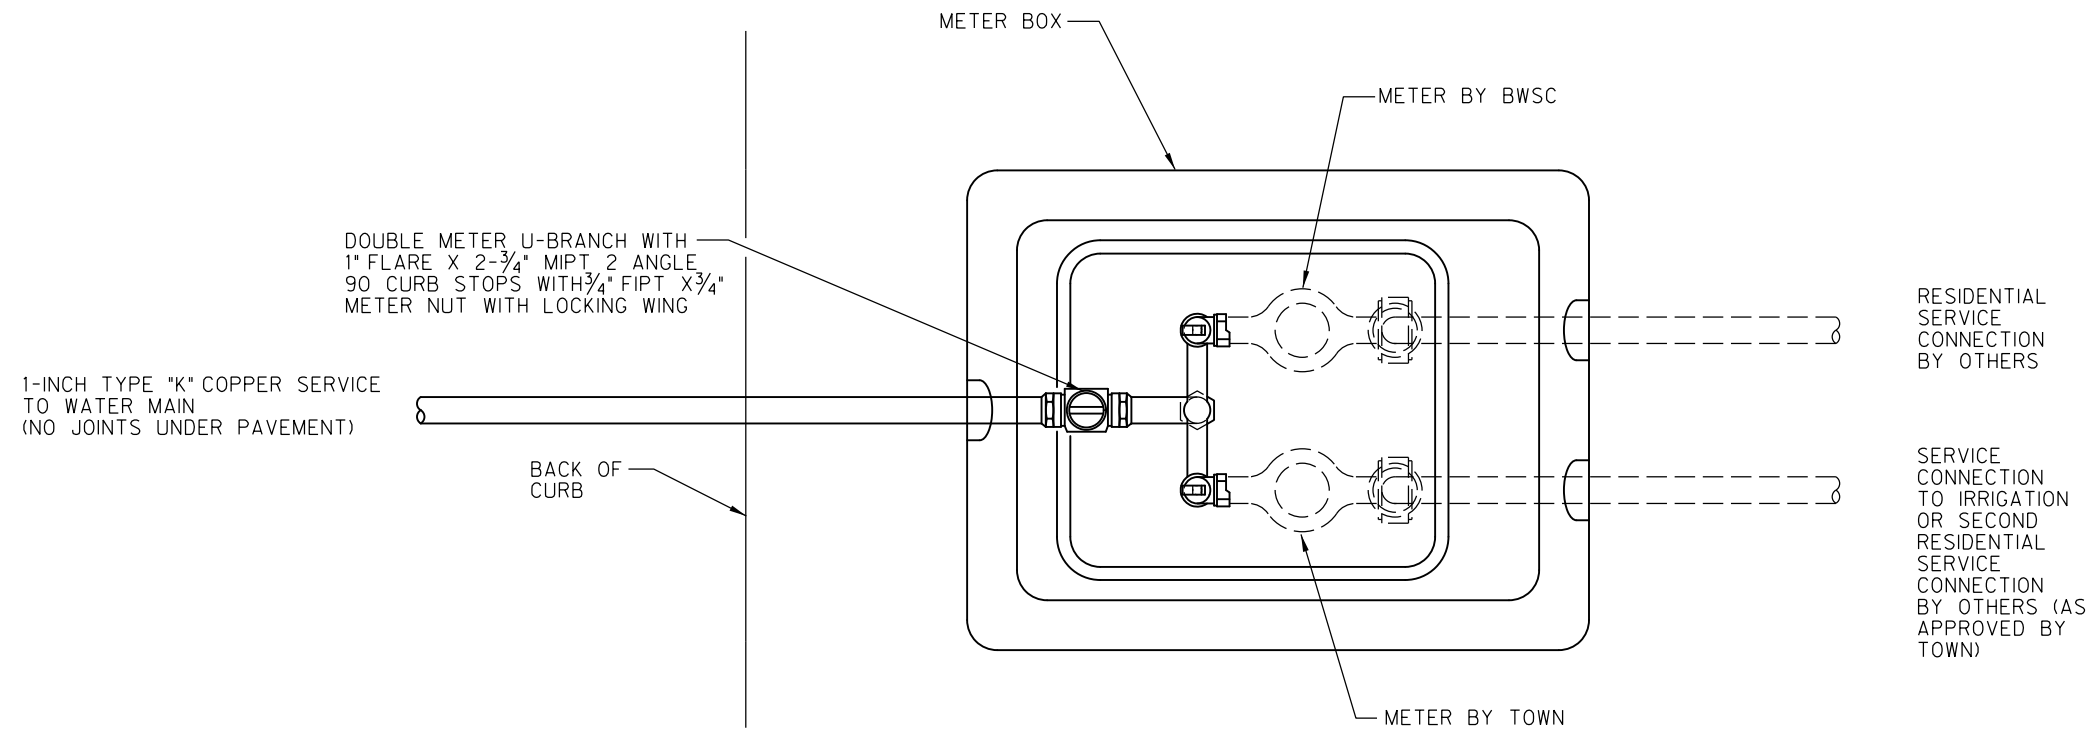 METER BOX
METER BY BWSC
DOUBLE METER U-BRANCH WITH
1" FLARE X 2-3/4" MIPT 2 ANGLE
90 CURB STOPS WITH 3/4" FIPT X 3/4"
METER NUT WITH LOCKING WING
1-INCH TYPE "K" COPPER SERVICE
TO WATER MAIN
(NO JOINTS UNDER PAVEMENT)
BACK OF
CURB
RESIDENTIAL
SERVICE
CONNECTION
BY OTHERS
SERVICE
CONNECTION
TO IRRIGATION
OR SECOND
RESIDENTIAL
SERVICE
CONNECTION
BY OTHERS (AS
APPROVED BY
TOWN)
METER BY TOWN